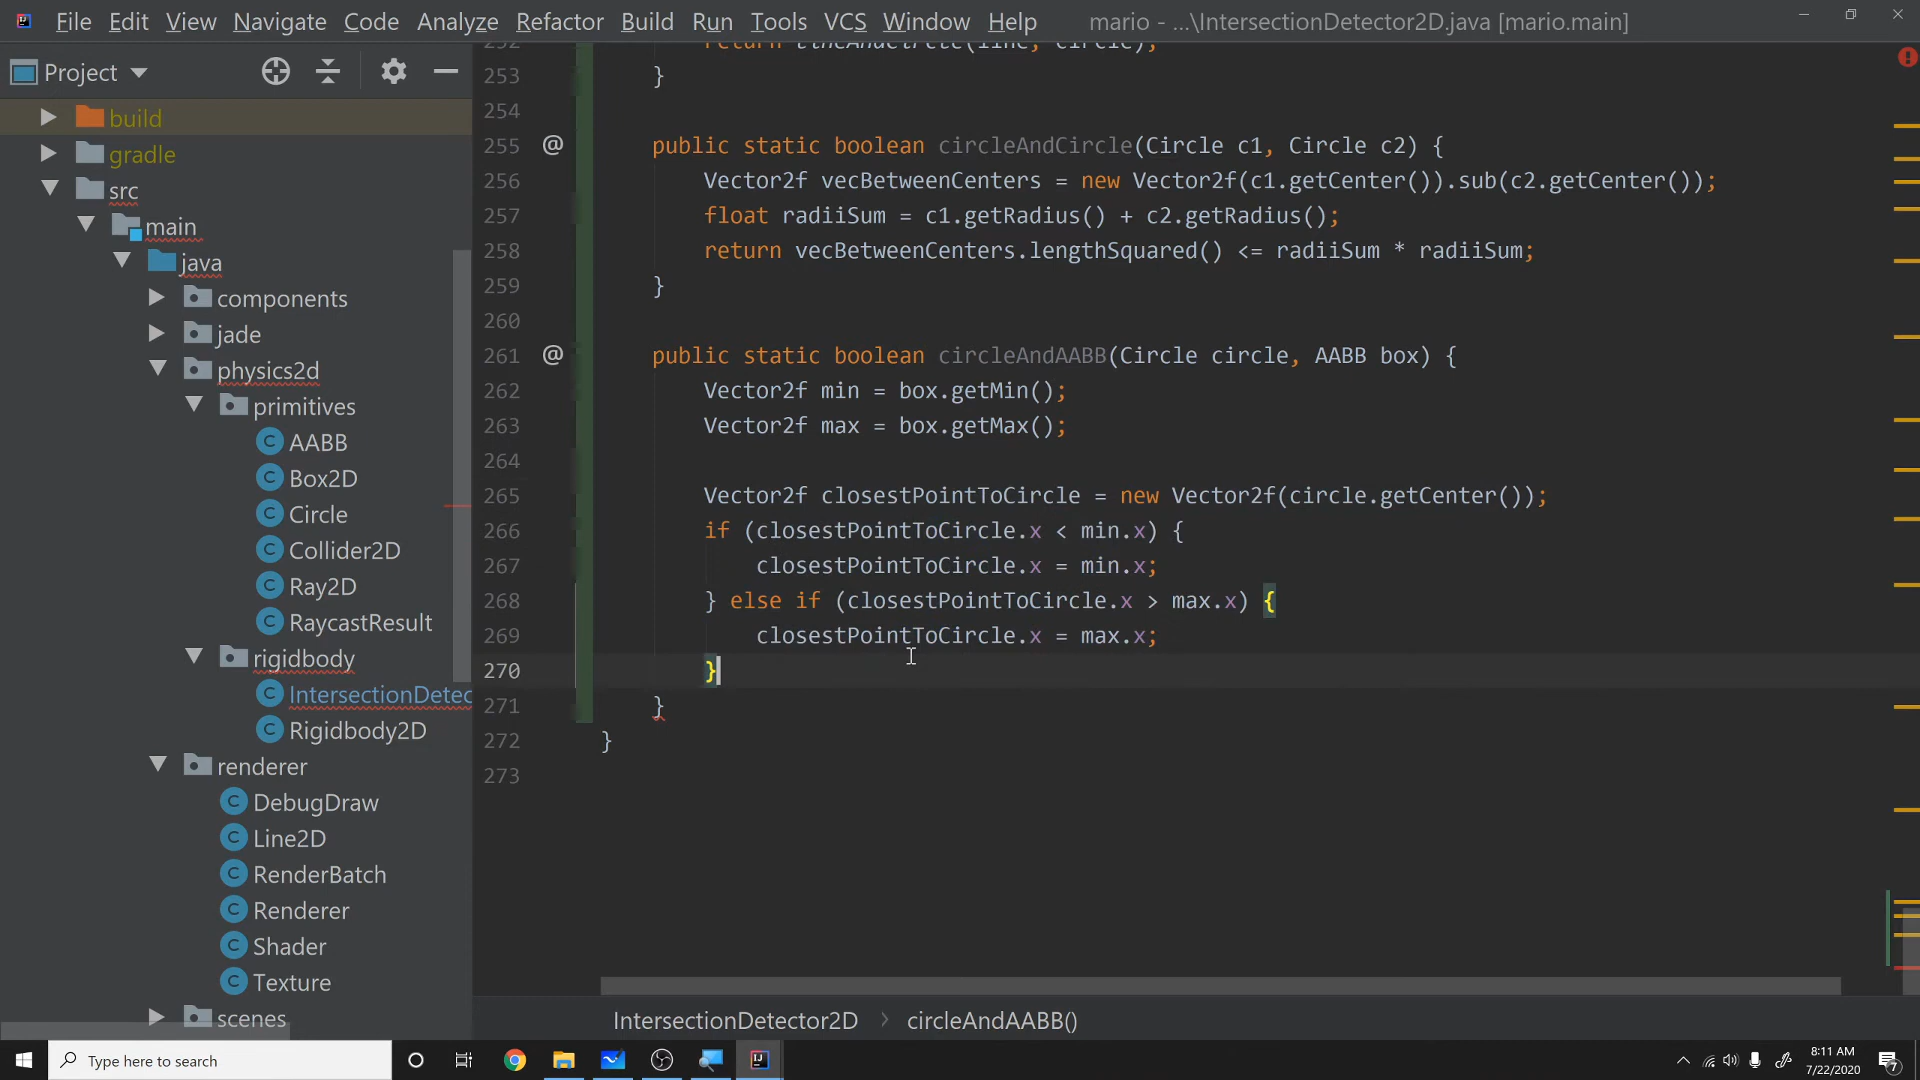 File Edit View Navigate Code Analyze Refactor Build Run Tools VCS Window Help mario - ...\IntersectionDetector2D.java [mario.main]
Project
build
gradle
src
main
java
components
jade
physics2d
primitives
AABB
Box2D
Circle
Collider2D
Ray2D
RaycastResult
rigidbody
IntersectionDetec
Rigidbody2D
renderer
DebugDraw
Line2D
RenderBatch
Renderer
Shader
Texture
scenes
252 return lineAndCircle(line, circle);
253 }
254
255 @ public static boolean circleAndCircle(Circle c1, Circle c2) {
256 Vector2f vecBetweenCenters = new Vector2f(c1.getCenter()).sub(c2.getCenter());
257 float radiiSum = c1.getRadius() + c2.getRadius();
258 return vecBetweenCenters.lengthSquared() <= radiiSum * radiiSum;
259 }
260
261 @ public static boolean circleAndAABB(Circle circle, AABB box) {
262 Vector2f min = box.getMin();
263 Vector2f max = box.getMax();
264
265 Vector2f closestPointToCircle = new Vector2f(circle.getCenter());
266 if (closestPointToCircle.x < min.x) {
267 closestPointToCircle.x = min.x;
268 } else if (closestPointToCircle.x > max.x) {
269 closestPointToCircle.x = max.x;
270 }
271 }
272 }
273
IntersectionDetector2D > circleAndAABB()
Type here to search
8:11 AM
7/22/2020
7